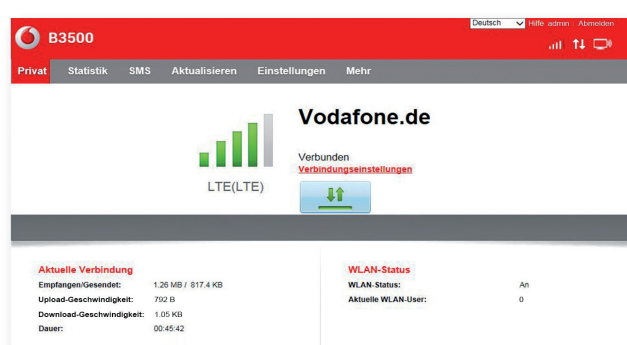 Deutsch Hilfe admin Abmelden
B3500
Privat Statistik SMS Aktualisieren Einstellungen Mehr
Vodafone.de
Verbunden
Verbindungseinstellungen
LTE(LTE)
Aktuelle Verbindung
Empfangen/Gesendet: 1.26 MB / 817.4 KB
Upload-Geschwindigkeit: 792 B
Download-Geschwindigkeit: 1.05 KB
Dauer: 00:45:42
WLAN-Status
WLAN-Status: An
Aktuelle WLAN-User: 0